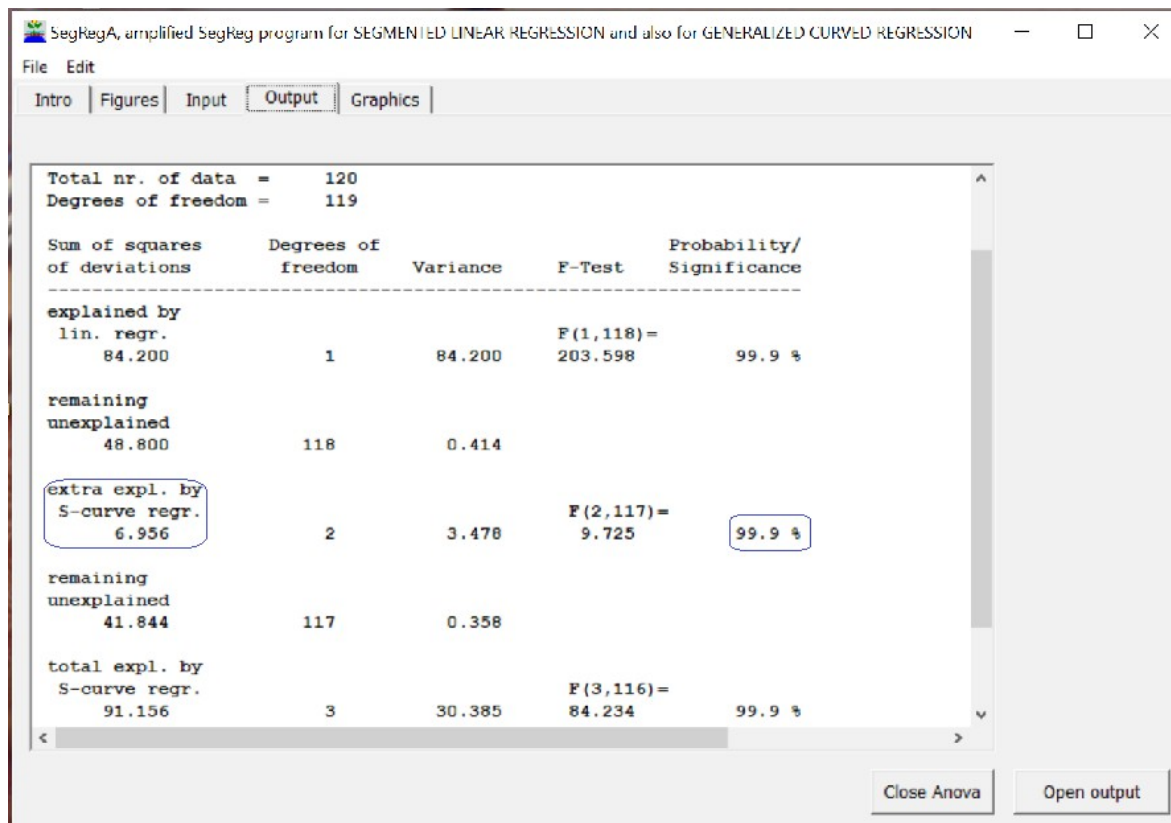 SegRegA, amplified SegReg program for SEGMENTED LINEAR REGRESSION and also for GENERALIZED CURVED REGRESSION
File Edit
Intro Figures Input Output Graphics
Total nr. of data = 120
Degrees of freedom = 119
Sum of squares Degrees of Probability/
of deviations freedom Variance F-Test Significance
--------------------------------------------------------------------
explained by
lin. regr. F(1,118)=
84.200 1 84.200 203.598 99.9 %
remaining
unexplained
48.800 118 0.414
extra expl. by
S-curve regr. F(2,117)=
6.956 2 3.478 9.725 99.9 %
remaining
unexplained
41.844 117 0.358
total expl. by
S-curve regr. F(3,116)=
91.156 3 30.385 84.234 99.9 %
Close Anova Open output